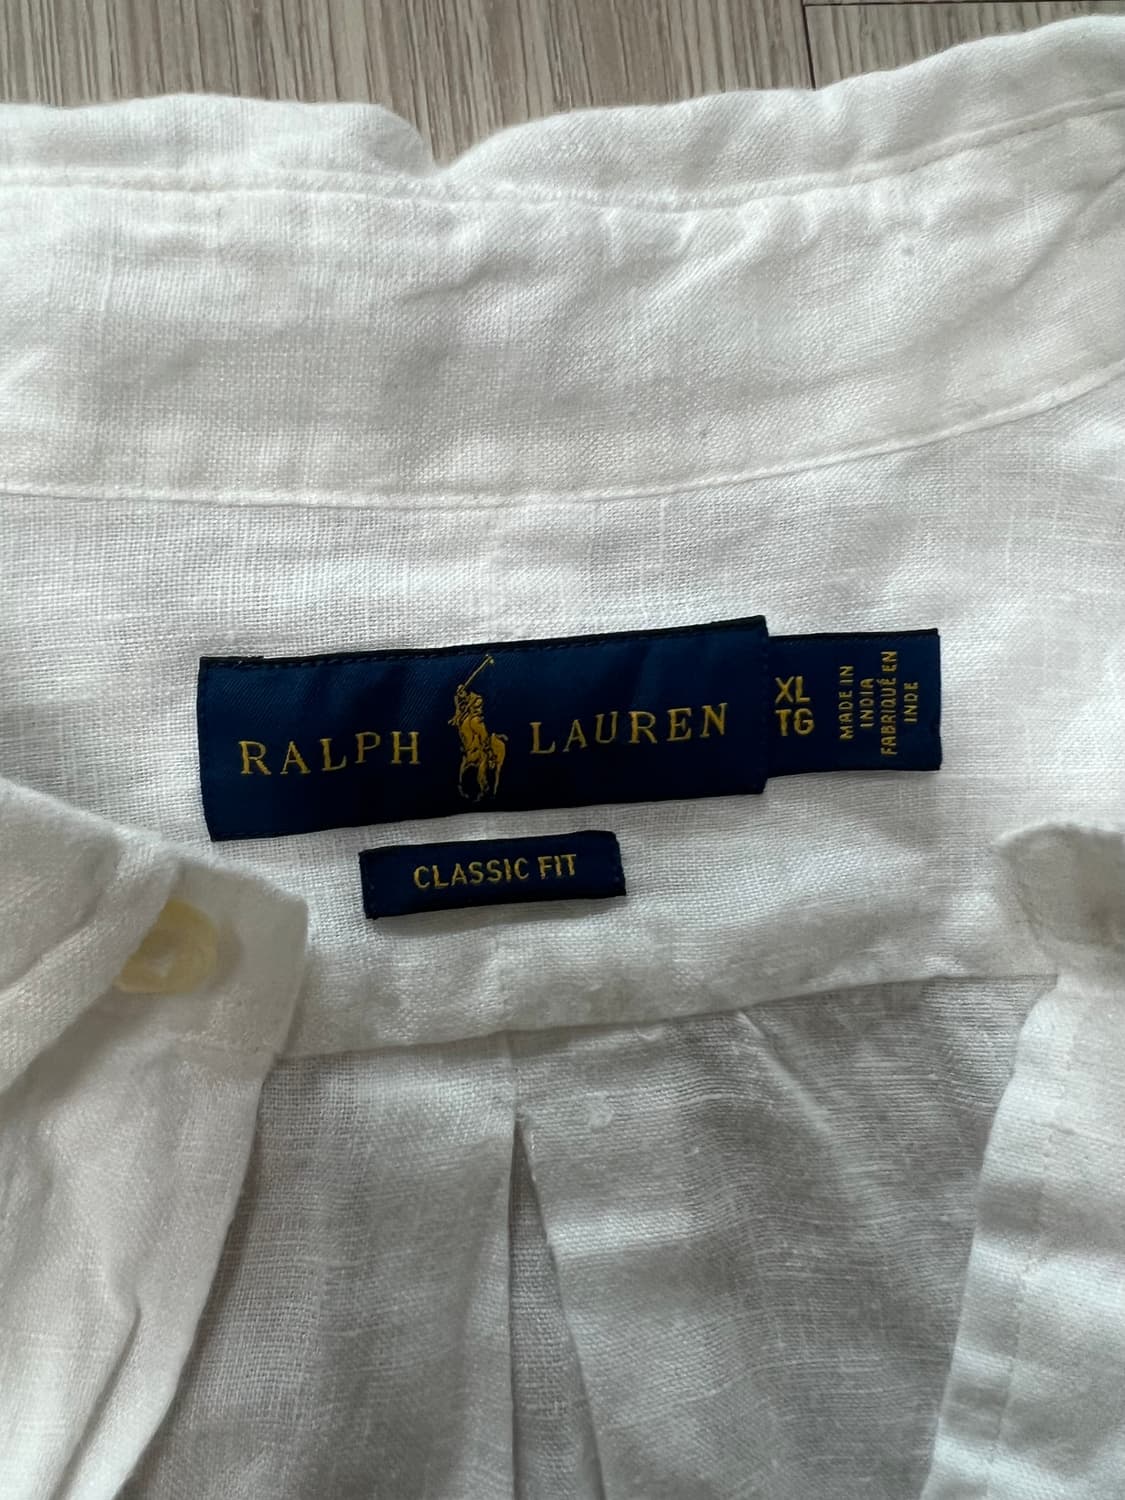 RALPH LAUREN
XL
TG
MADE IN
INDIA
FABRIQUÉ EN
INDE
CLASSIC FIT